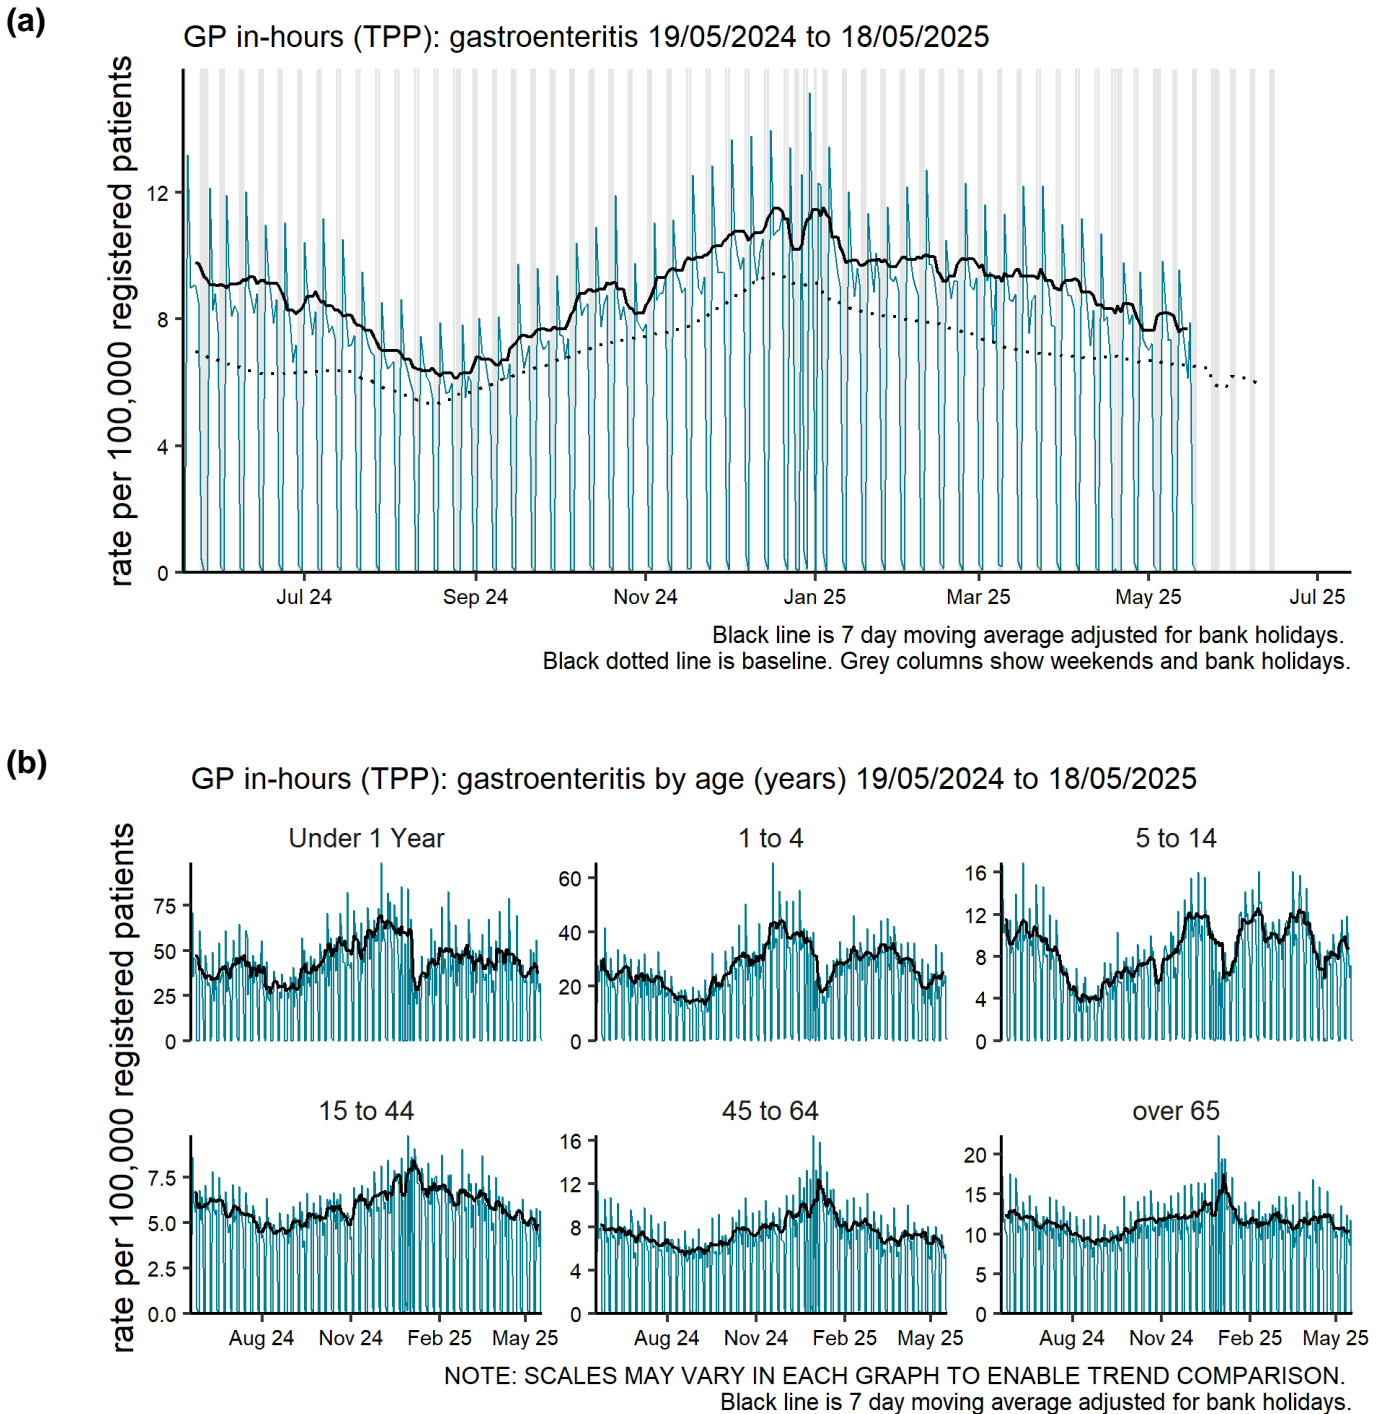 (a)
GP in-hours (TPP): gastroenteritis 19/05/2024 to 18/05/2025
rate per 100,000 registered patients
12
8
4
0
Jul 24 Sep 24 Nov 24 Jan 25 Mar 25 May 25 Jul 25
Black line is 7 day moving average adjusted for bank holidays.
Black dotted line is baseline. Grey columns show weekends and bank holidays.
(b)
GP in-hours (TPP): gastroenteritis by age (years) 19/05/2024 to 18/05/2025
rate per 100,000 registered patients
Under 1 Year
75
50
25
0
1 to 4
60
40
20
0
5 to 14
16
12
8
4
0
15 to 44
7.5
5.0
2.5
0.0
Aug 24 Nov 24 Feb 25 May 25
45 to 64
16
12
8
4
0
Aug 24 Nov 24 Feb 25 May 25
over 65
20
15
10
5
0
Aug 24 Nov 24 Feb 25 May 25
NOTE: SCALES MAY VARY IN EACH GRAPH TO ENABLE TREND COMPARISON.
Black line is 7 day moving average adjusted for bank holidays.